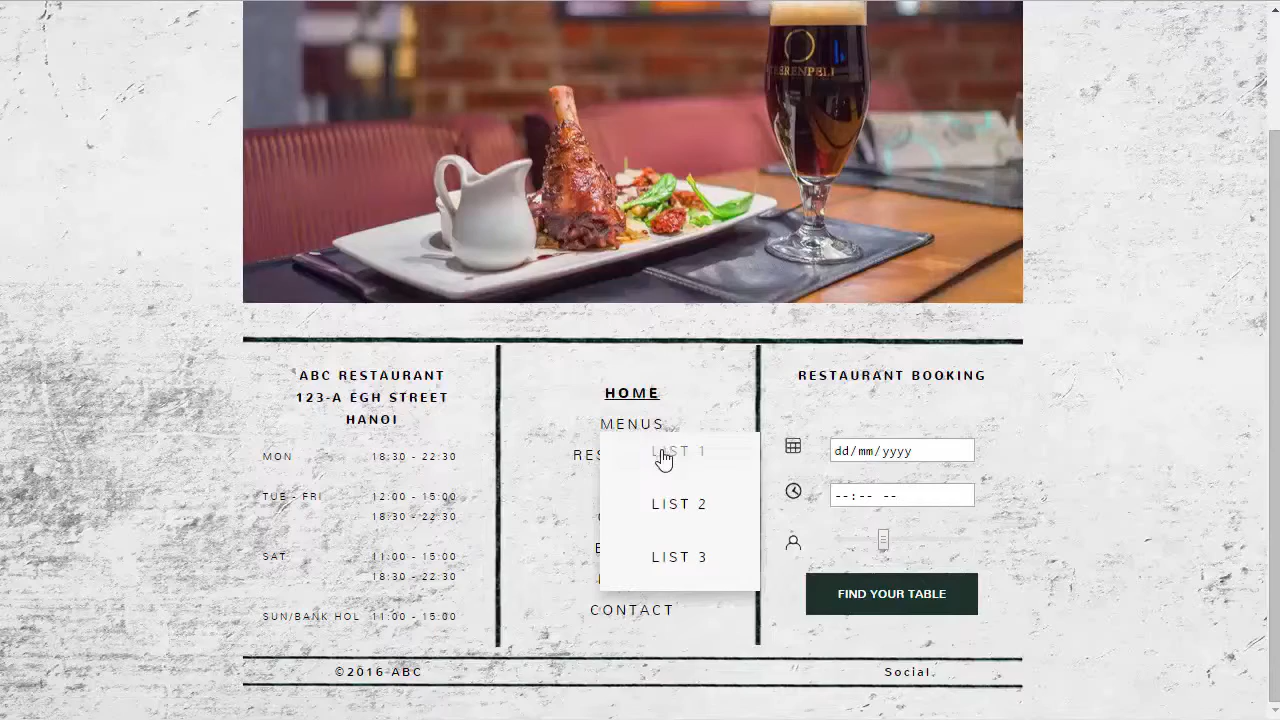 ABC RESTAURANT
123-A EGH STREET
HANOI
MON 18:30 - 22:30
TUE - FRI 12:00 - 15:00
18:30 - 22:30
SAT 11:00 - 15:00
18:30 - 22:30
SUN/BANK HOL 11:00 - 15:00
HOME
MENUS
RES
LIST 1
LIST 2
LIST 3
CONTACT
RESTAURANT BOOKING
dd/mm/yyyy
--:-- --
FIND YOUR TABLE
©2016 ABC
Social